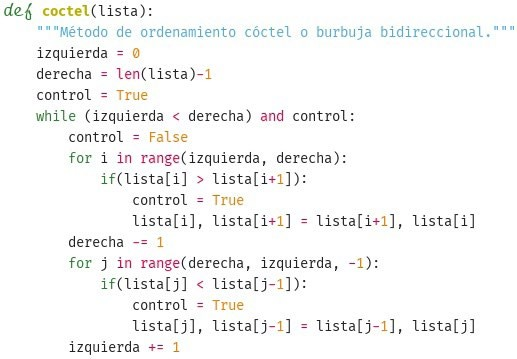 def coctel(lista):
    """Método de ordenamiento cóctel o burbuja bidireccional."""
    izquierda = 0
    derecha = len(lista)-1
    control = True
    while (izquierda < derecha) and control:
        control = False
        for i in range(izquierda, derecha):
            if(lista[i] > lista[i+1]):
                control = True
                lista[i], lista[i+1] = lista[i+1], lista[i]
        derecha -= 1
        for j in range(derecha, izquierda, -1):
            if(lista[j] < lista[j-1]):
                control = True
                lista[j], lista[j-1] = lista[j-1], lista[j]
        izquierda += 1